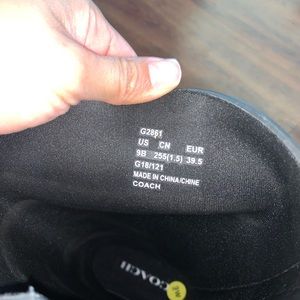 G2861
US CN EUR
9B 255(1.5) 39.5
G18/121
MADE IN CHINA/CHINE
COACH
COACH